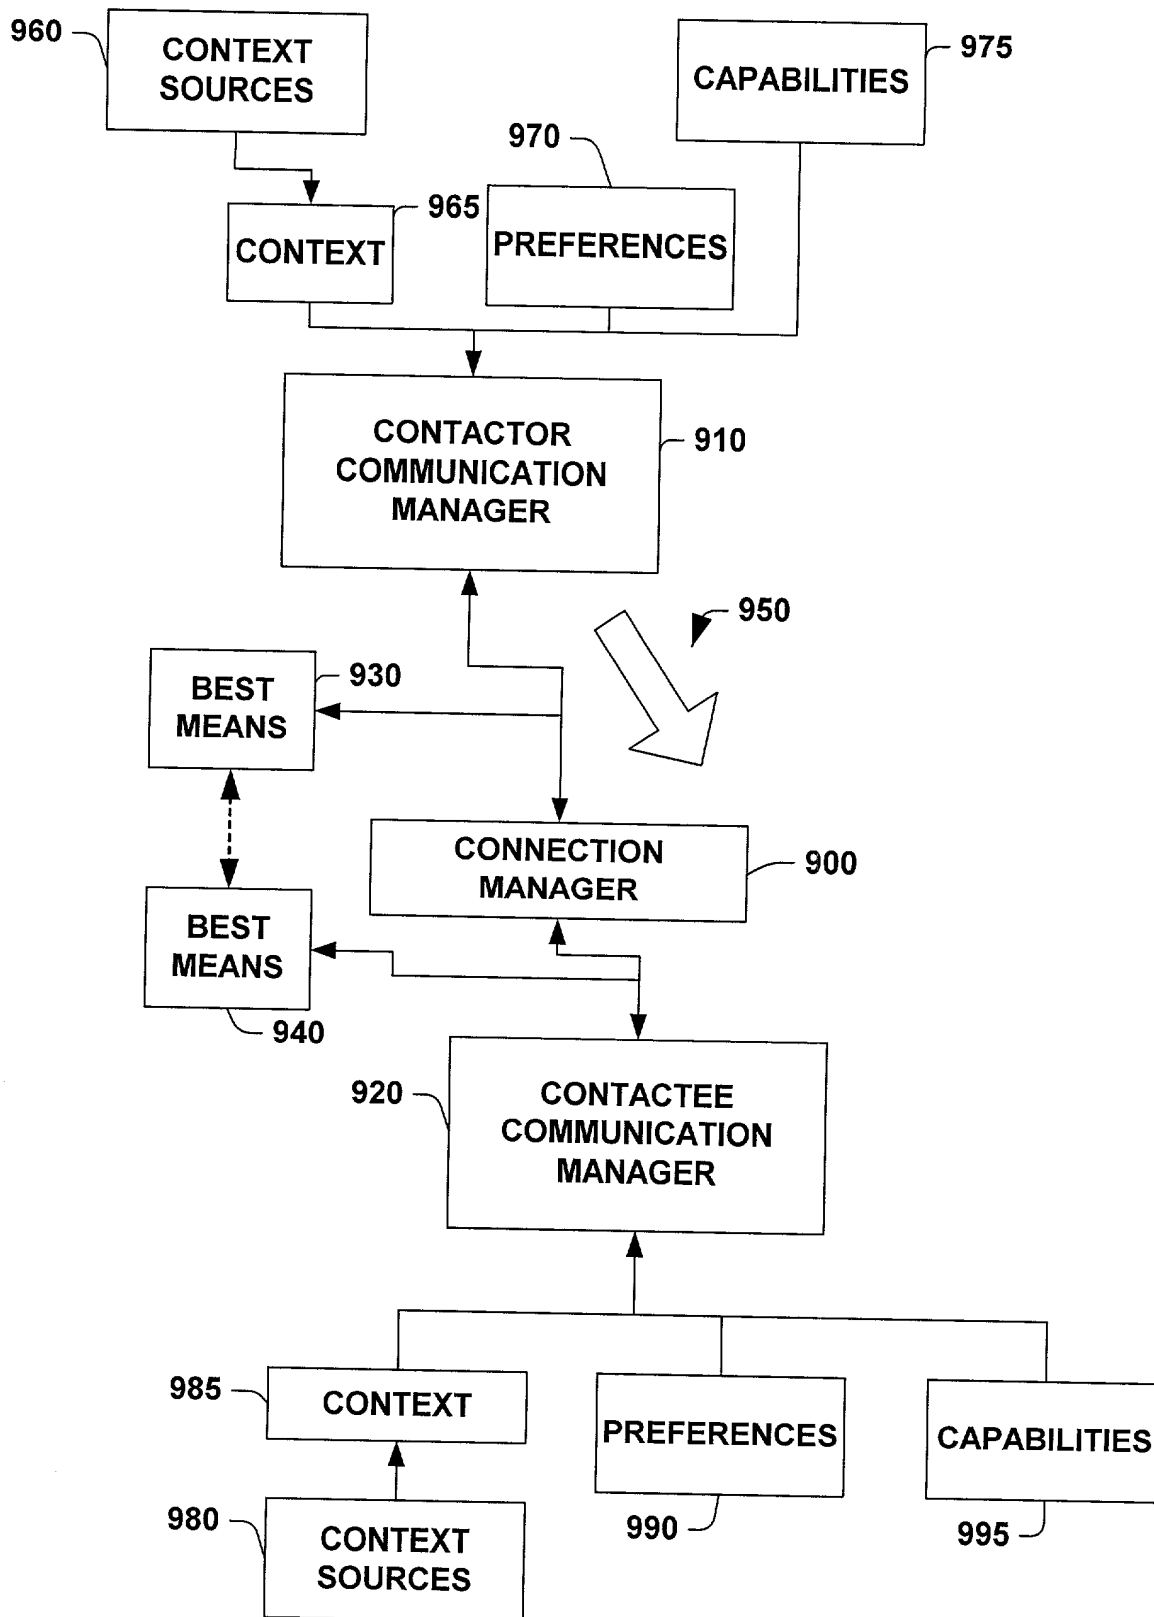 960
CONTEXT
SOURCES
CAPABILITIES
975
970
965
CONTEXT
PREFERENCES
CONTACTOR
COMMUNICATION
MANAGER
910
950
930
BEST
MEANS
CONNECTION
MANAGER
900
BEST
MEANS
940
920
CONTACTEE
COMMUNICATION
MANAGER
985
CONTEXT
PREFERENCES
CAPABILITIES
980
CONTEXT
SOURCES
990
995